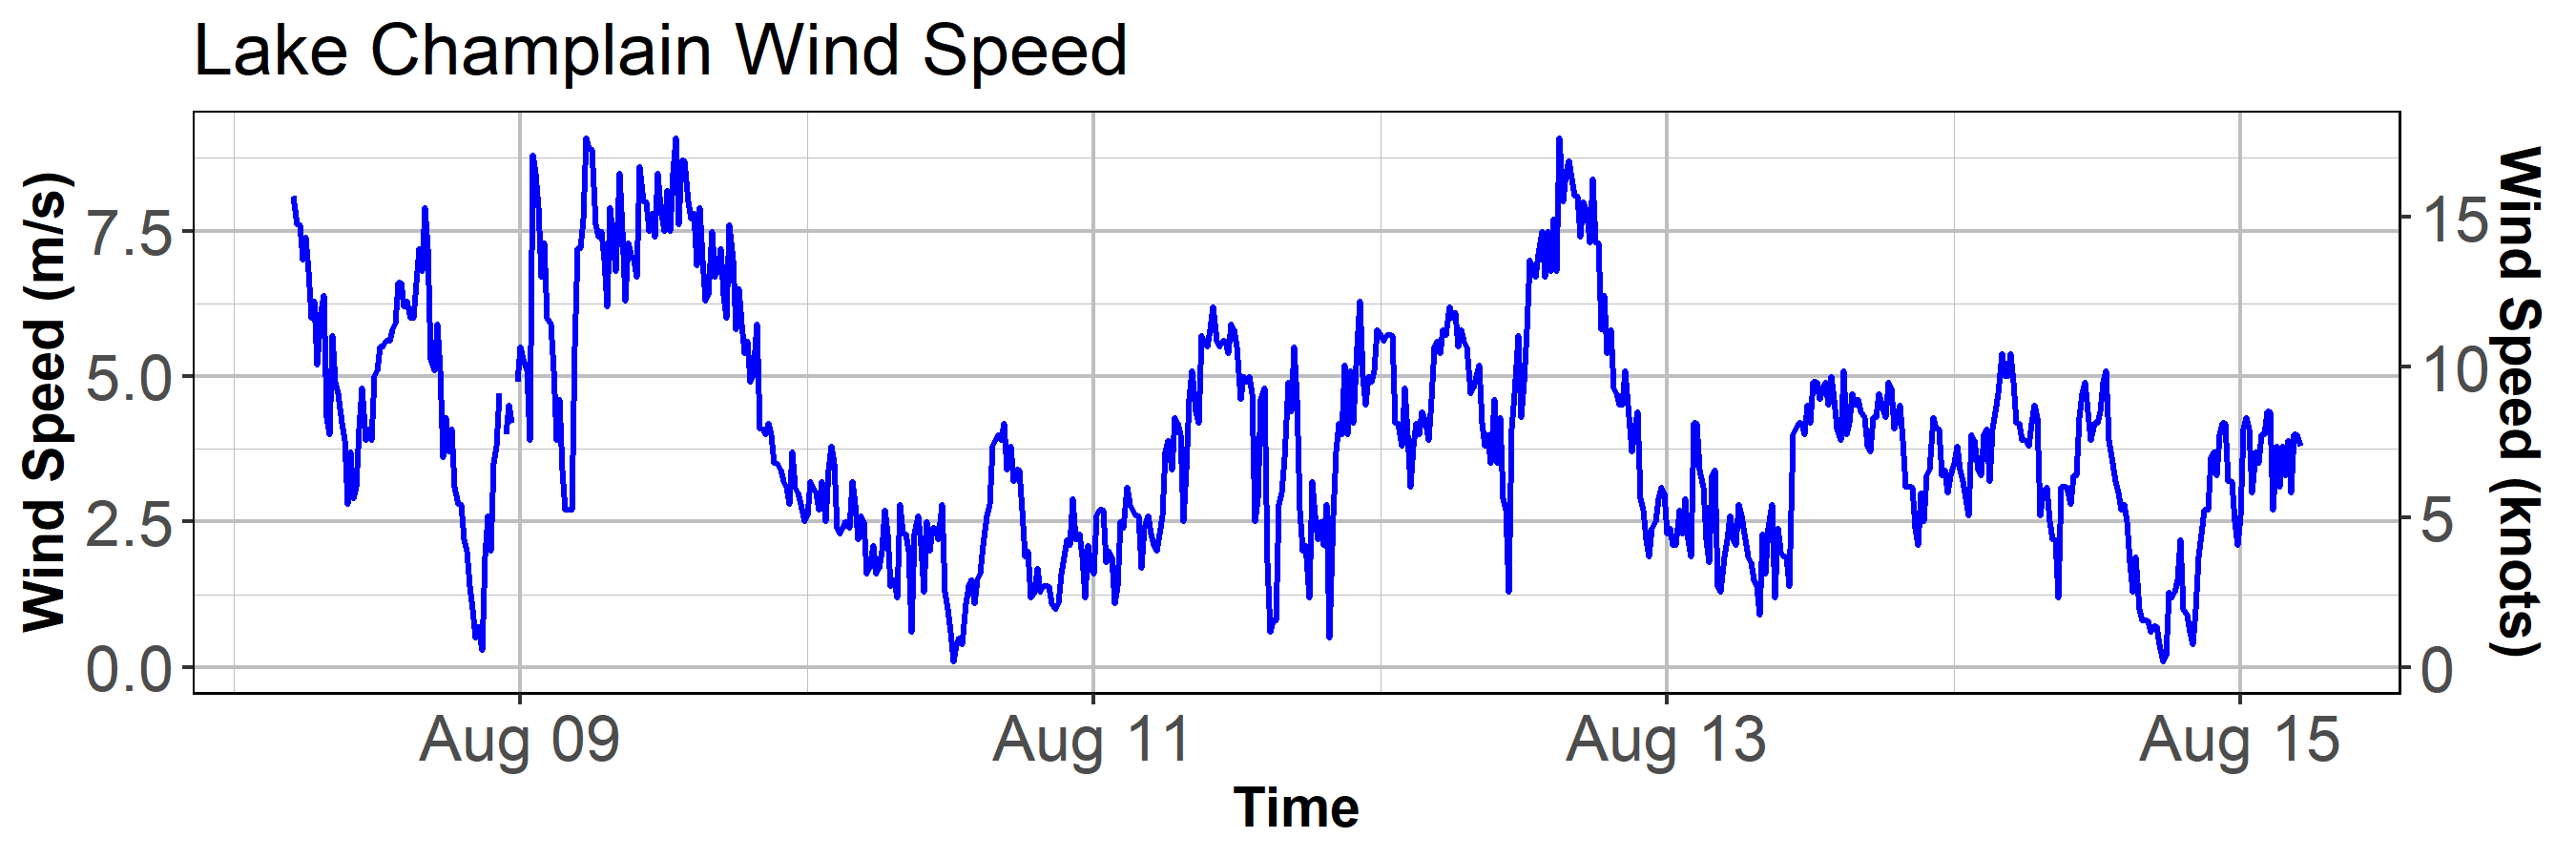 Lake Champlain Wind Speed
Wind Speed (m/s)
7.5
5.0
2.5
0.0
15
10
5
0
Wind Speed (knots)
Aug 09
Aug 11
Aug 13
Aug 15
Time